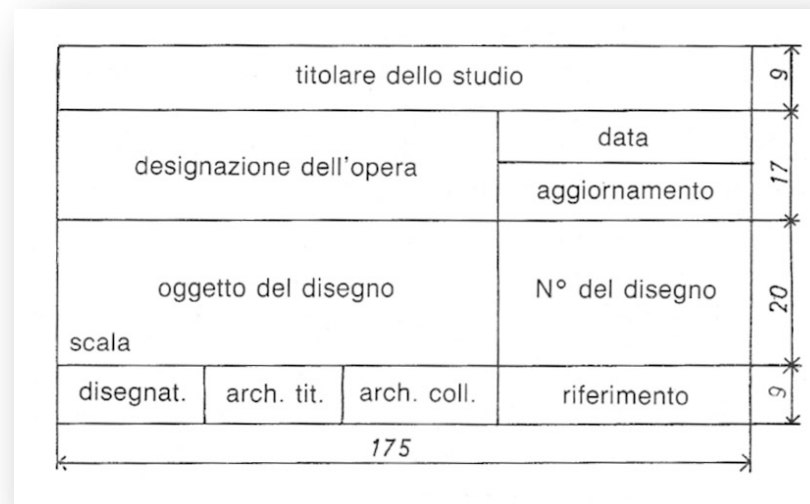 titolare dello studio
9
designazione dell'opera
data
aggiornamento
17
oggetto del disegno
N° del disegno
20
scala
disegnat.
arch. tit.
arch. coll.
riferimento
9
175